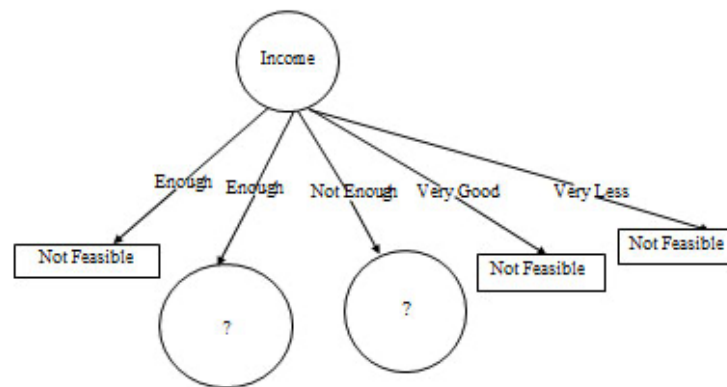 Income
Enough
Enough
Not Enough
Very Good
Very Less
Not Feasible
?
?
Not Feasible
Not Feasible